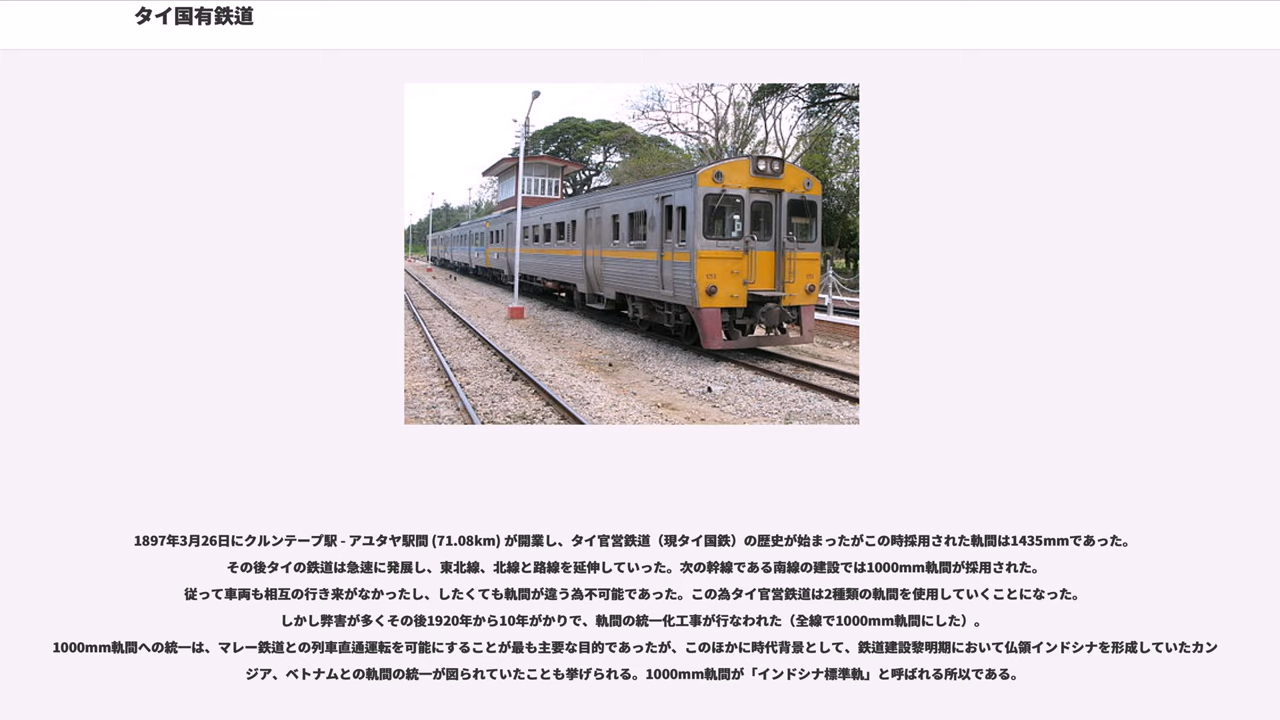 タイ国有鉄道
1897年3月26日にクルンテープ駅 - アユタヤ駅間 (71.08km) が開業し、タイ官営鉄道（現タイ国鉄）の歴史が始まったがこの時採用された軌間は1435mmであった。
その後タイの鉄道は急速に発展し、東北線、北線と路線を延伸していった。次の幹線である南線の建設では1000mm軌間が採用された。
従って車両も相互の行き来がなかったし、したくても軌間が違う為不可能であった。この為タイ官営鉄道は2種類の軌間を使用していくことになった。
しかし弊害が多くその後1920年から10年がかりで、軌間の統一化工事が行なわれた（全線で1000mm軌間にした）。
1000mm軌間への統一は、マレー鉄道との列車直通運転を可能にすることが最も主要な目的であったが、このほかに時代背景として、鉄道建設黎明期において仏領インドシナを形成していたカン
ジア、ベトナムとの軌間の統一が図られていたことも挙げられる。1000mm軌間が「インドシナ標準軌」と呼ばれる所以である。